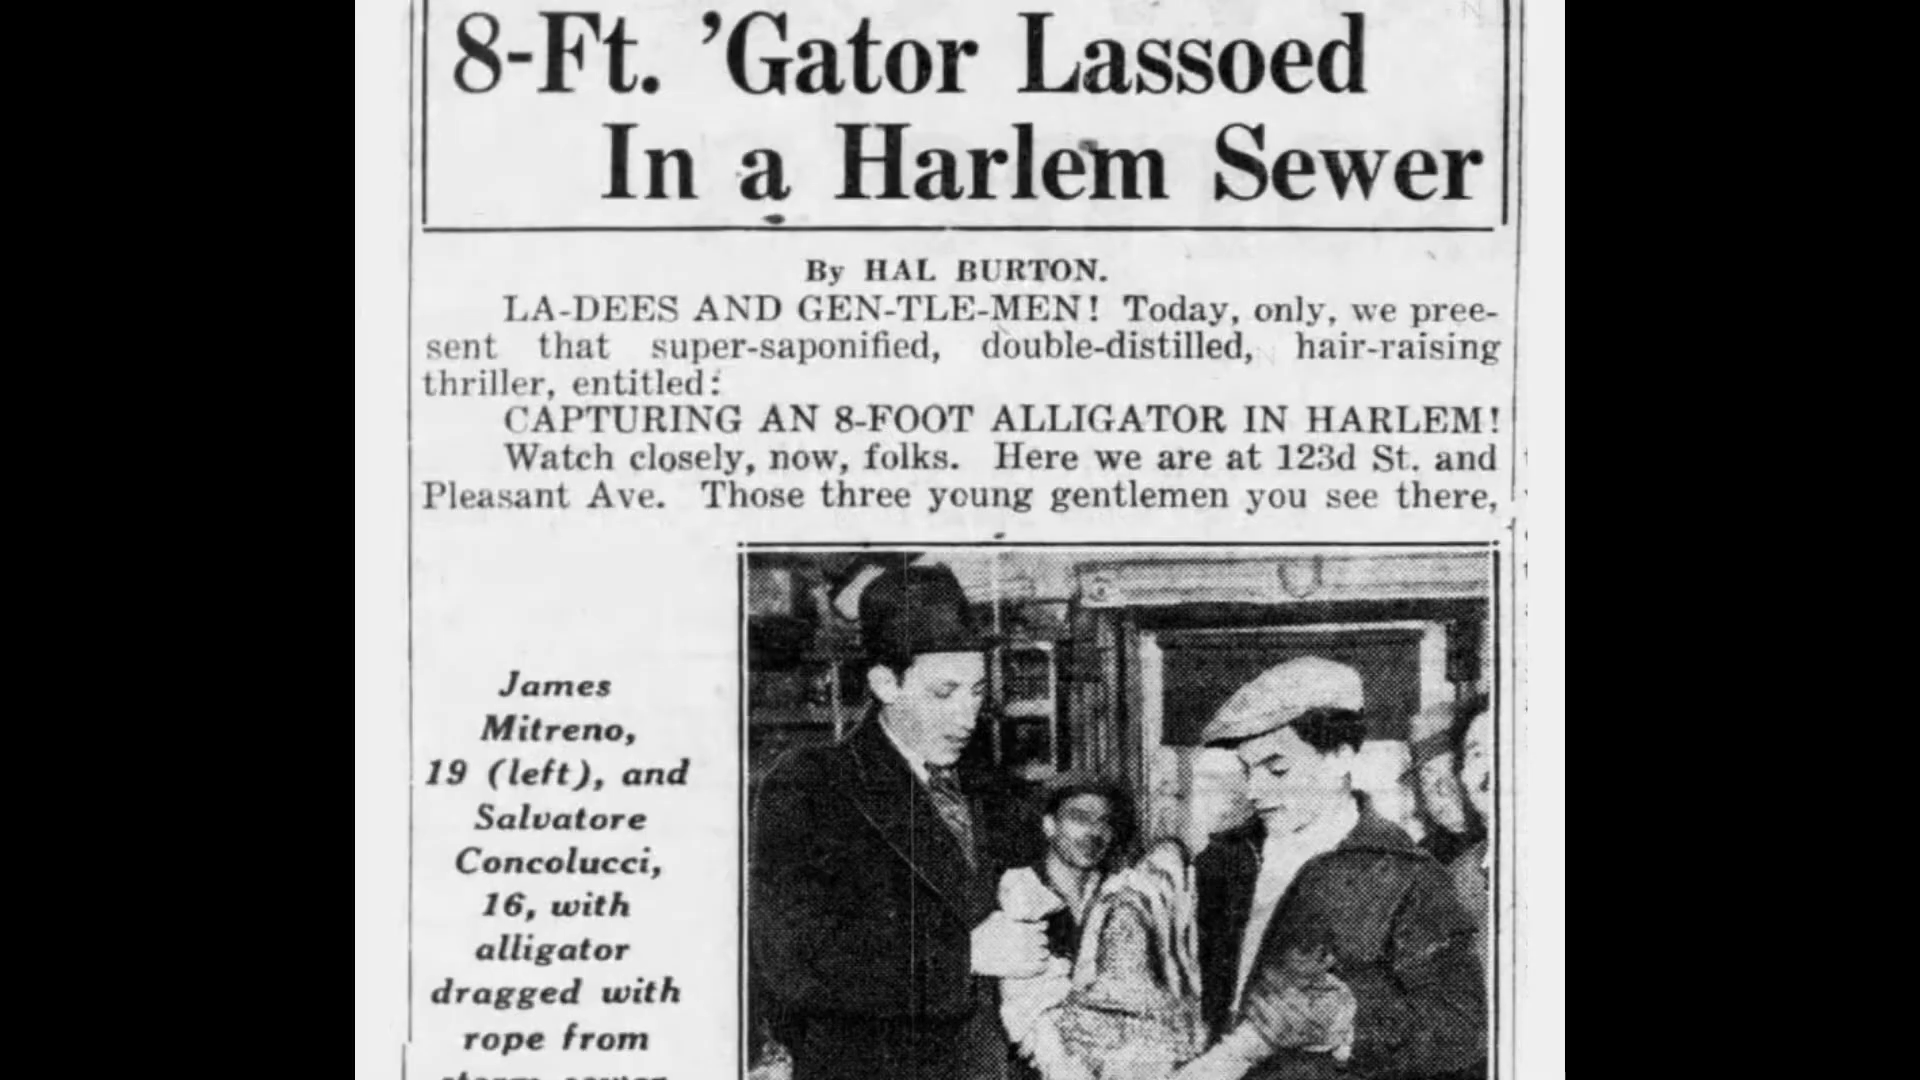 8-Ft. 'Gator Lassoed
In a Harlem Sewer
By HAL BURTON.
LA-DEES AND GEN-TLE-MEN! Today, only, we pree-
sent that super-saponified, double-distilled, hair-raising
thriller, entitled:
CAPTURING AN 8-FOOT ALLIGATOR IN HARLEM!
Watch closely, now, folks. Here we are at 123d St. and
Pleasant Ave. Those three young gentlemen you see there,
James
Mitreno,
19 (left), and
Salvatore
Concolucci,
16, with
alligator
dragged with
rope from
storm sewer